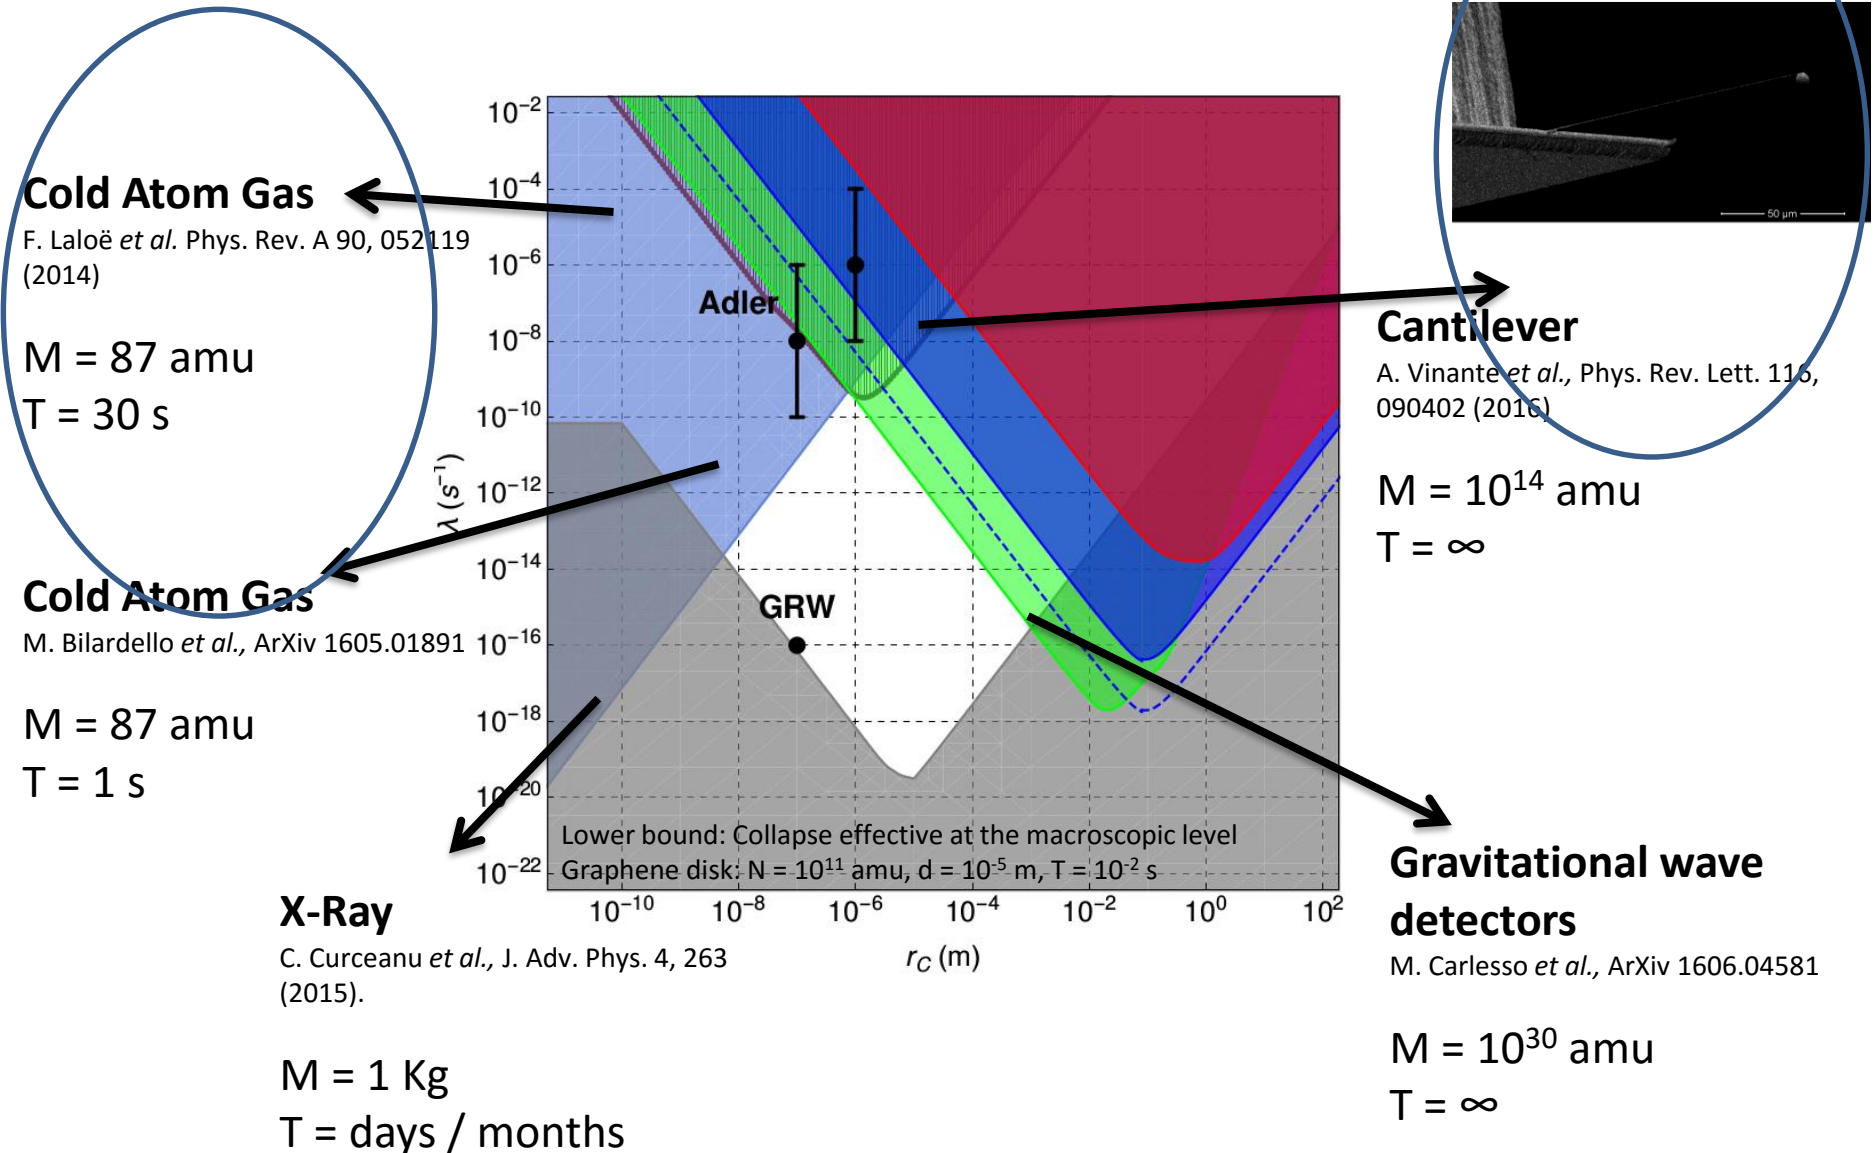 Cold Atom Gas
F. Laloë et al. Phys. Rev. A 90, 052119
(2014)
M = 87 amu
T = 30 s
Cold Atom Gas
M. Bilardello et al., ArXiv 1605.01891
M = 87 amu
T = 1 s
X-Ray
C. Curceanu et al., J. Adv. Phys. 4, 263
(2015).
M = 1 Kg
T = days / months
10⁻²
10⁻⁴
10⁻⁶
10⁻⁸
10⁻¹⁰
10⁻¹²
10⁻¹⁴
10⁻¹⁶
10⁻¹⁸
10⁻²⁰
10⁻²²
λ (s⁻¹)
Adler
GRW
Lower bound: Collapse effective at the macroscopic level
Graphene disk: N = 10¹¹ amu, d = 10⁻⁵ m, T = 10⁻² s
10⁻¹⁰ 10⁻⁸ 10⁻⁶ 10⁻⁴ 10⁻² 10⁰ 10²
r_C (m)
50 µm
Cantilever
A. Vinante et al., Phys. Rev. Lett. 116,
090402 (2016)
M = 10¹⁴ amu
T = ∞
Gravitational wave
detectors
M. Carlesso et al., ArXiv 1606.04581
M = 10³⁰ amu
T = ∞